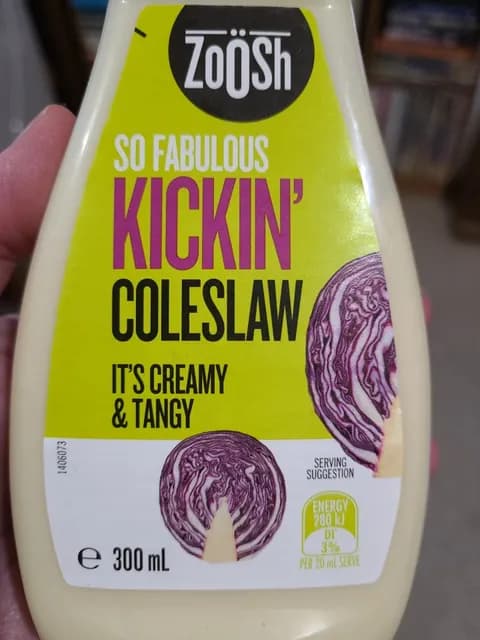 ZoÖSh
SO FABULOUS
KICKIN'
COLESLAW
IT'S CREAMY
& TANGY
1406073
SERVING
SUGGESTION
ENERGY
280 kJ
DI
3%
PER 20 mL SERVE
e 300 mL